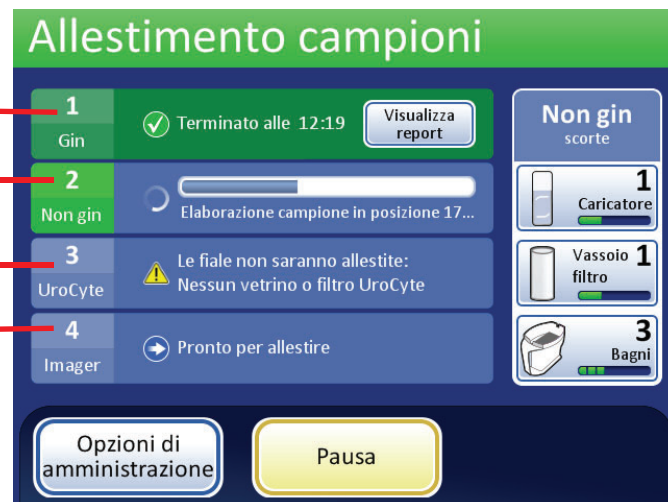 Allestimento campioni
1
Gin
Terminato alle 12:19
Visualizza
report
2
Non gin
Elaborazione campione in posizione 17...
3
UroCyte
Le fiale non saranno allestite:
Nessun vetrino o filtro UroCyte
4
Imager
Pronto per allestire
Non gin
scorte
1
Caricatore
Vassoio 1
filtro
3
Bagni
Opzioni di
amministrazione
Pausa